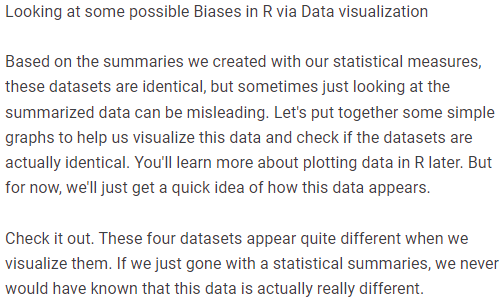 Looking at some possible Biases in R via Data visualization
Based on the summaries we created with our statistical measures,
these datasets are identical, but sometimes just looking at the
summarized data can be misleading. Let's put together some simple
graphs to help us visualize this data and check if the datasets are
actually identical. You'll learn more about plotting data in R later. But
for now, we'll just get a quick idea of how this data appears.
Check it out. These four datasets appear quite different when we
visualize them. If we just gone with a statistical summaries, we never
would have known that this data is actually really different.